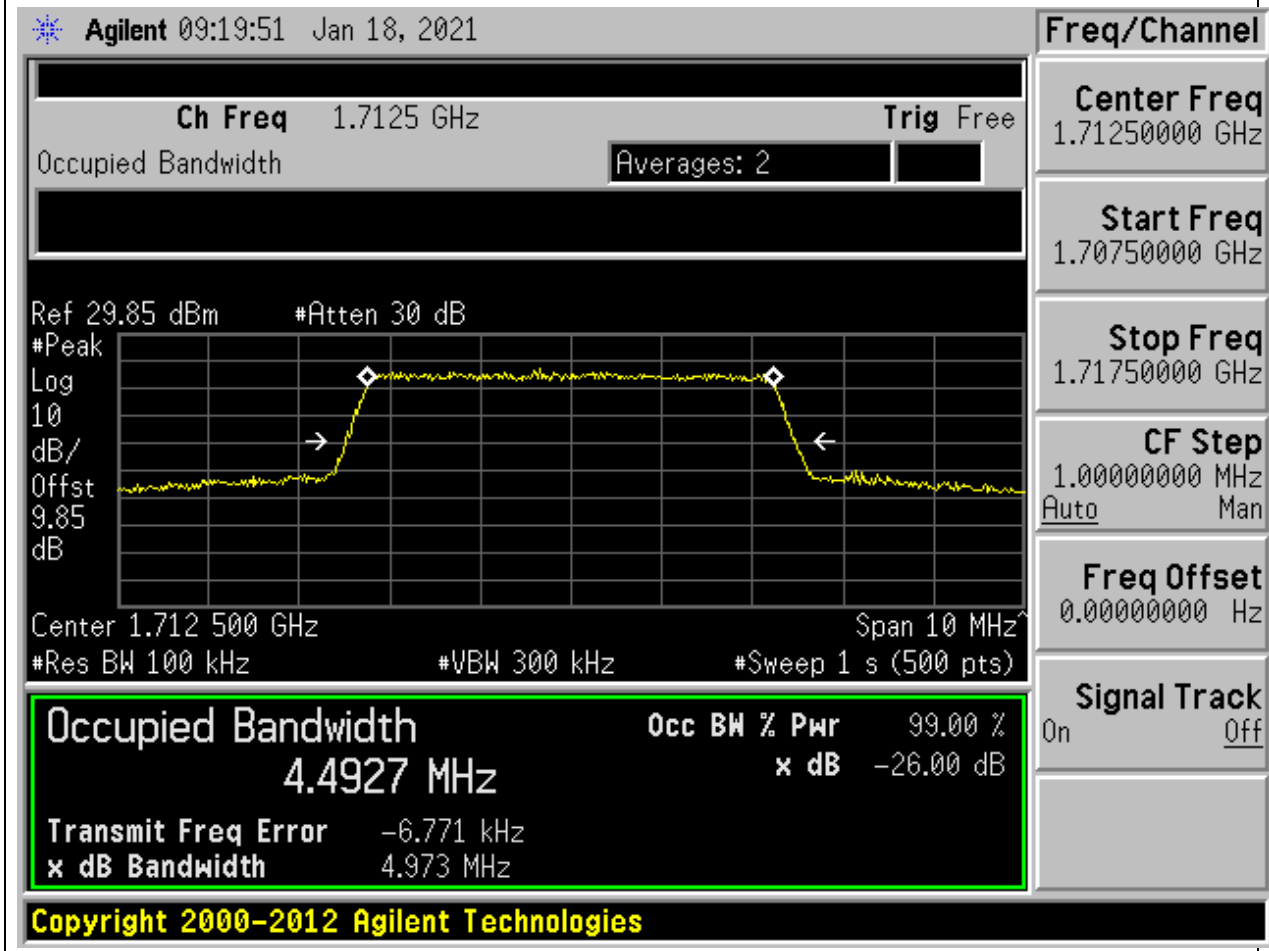 Agilent 09:19:51 Jan 18, 2021
Freq/Channel
Ch Freq 1.7125 GHz Trig Free
Occupied Bandwidth Averages: 2
Ref 29.85 dBm #Atten 30 dB
#Peak
Log
10
dB/
Offst
9.85
dB
Center 1.712 500 GHz Span 10 MHz^
#Res BW 100 kHz #VBW 300 kHz #Sweep 1 s (500 pts)
Occupied Bandwidth Occ BW % Pwr 99.00 %
4.4927 MHz x dB -26.00 dB
Transmit Freq Error -6.771 kHz
x dB Bandwidth 4.973 MHz
Center Freq
1.71250000 GHz
Start Freq
1.70750000 GHz
Stop Freq
1.71750000 GHz
CF Step
1.00000000 MHz
Auto Man
Freq Offset
0.00000000 Hz
Signal Track
On Off
Copyright 2000-2012 Agilent Technologies